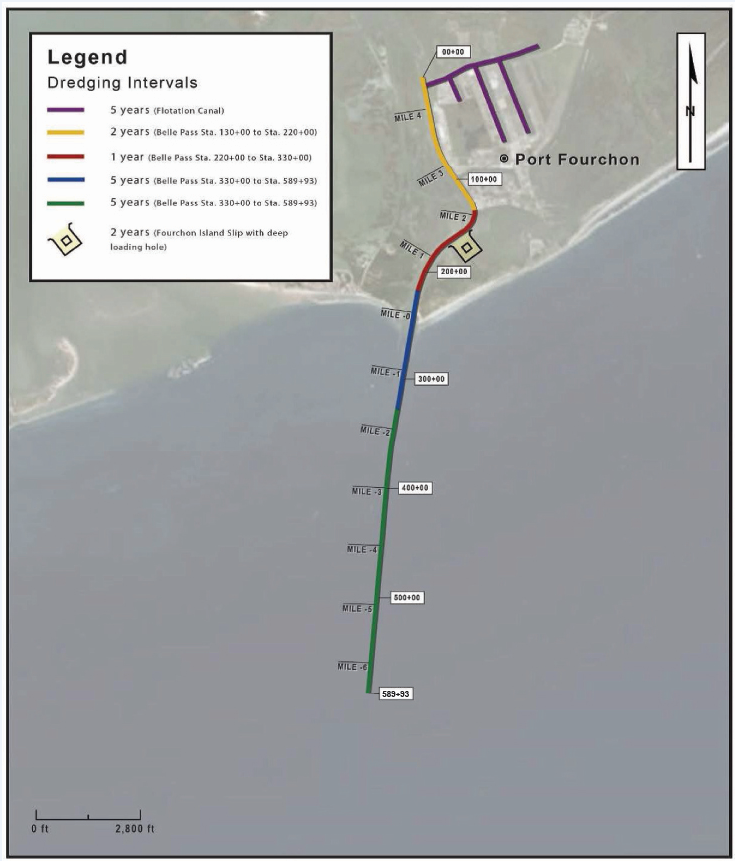 Legend
Dredging Intervals
5 years (Flotation Canal)
2 years (Belle Pass Sta. 130+00 to Sta. 220+00)
1 year (Belle Pass Sta. 220+00 to Sta. 330+00)
5 years (Belle Pass Sta. 330+00 to Sta. 589+93)
5 years (Belle Pass Sta. 330+00 to Sta. 589+93)
2 years (Fourchon Island Slip with deep
loading hole)
00+00
N
MILE 4
Port Fourchon
MILE 3
100+00
MILE 2
MILE 1
200+00
MILE -0
MILE -1
300+00
MILE -2
MILE -3
400+00
MILE -4
500+00
MILE -5
MILE -6
589+93
0 ft
2,800 ft